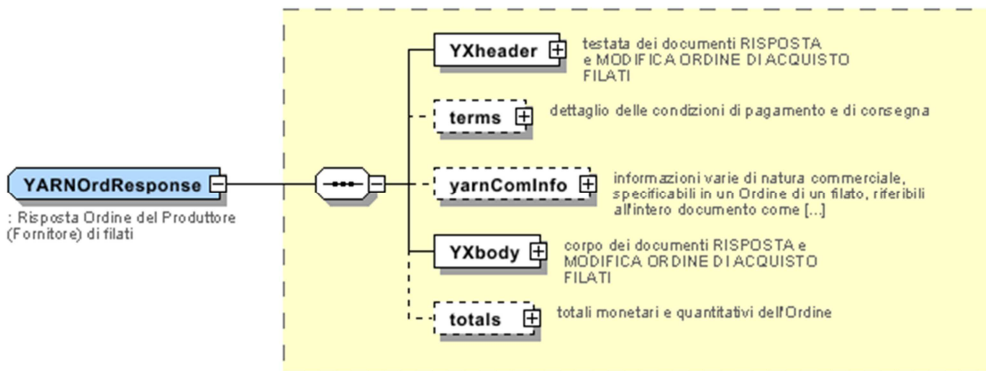 YXheader
testata dei documenti RISPOSTA
e MODIFICA ORDINE DI ACQUISTO
FILATI
terms
dettaglio delle condizioni di pagamento e di consegna
YARNOrdResponse
: Risposta Ordine del Produttore
(Fornitore) di filati
yarnComInfo
informazioni varie di natura commerciale,
specificabili in un Ordine di un filato, riferibili
all'intero documento come [...]
YXbody
corpo dei documenti RISPOSTA e
MODIFICA ORDINE DI ACQUISTO
FILATI
totals
totali monetari e quantitativi dell'Ordine